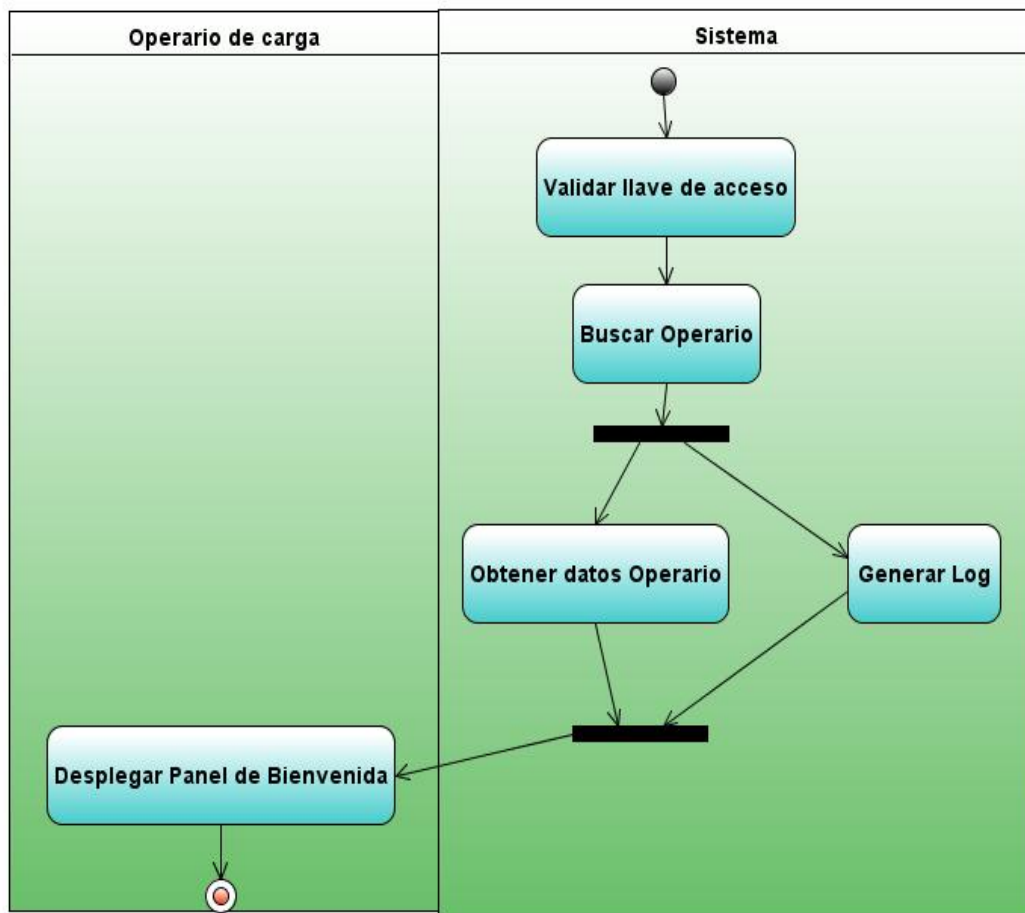 Operario de carga
Sistema
Validar llave de acceso
Buscar Operario
Obtener datos Operario
Generar Log
Desplegar Panel de Bienvenida